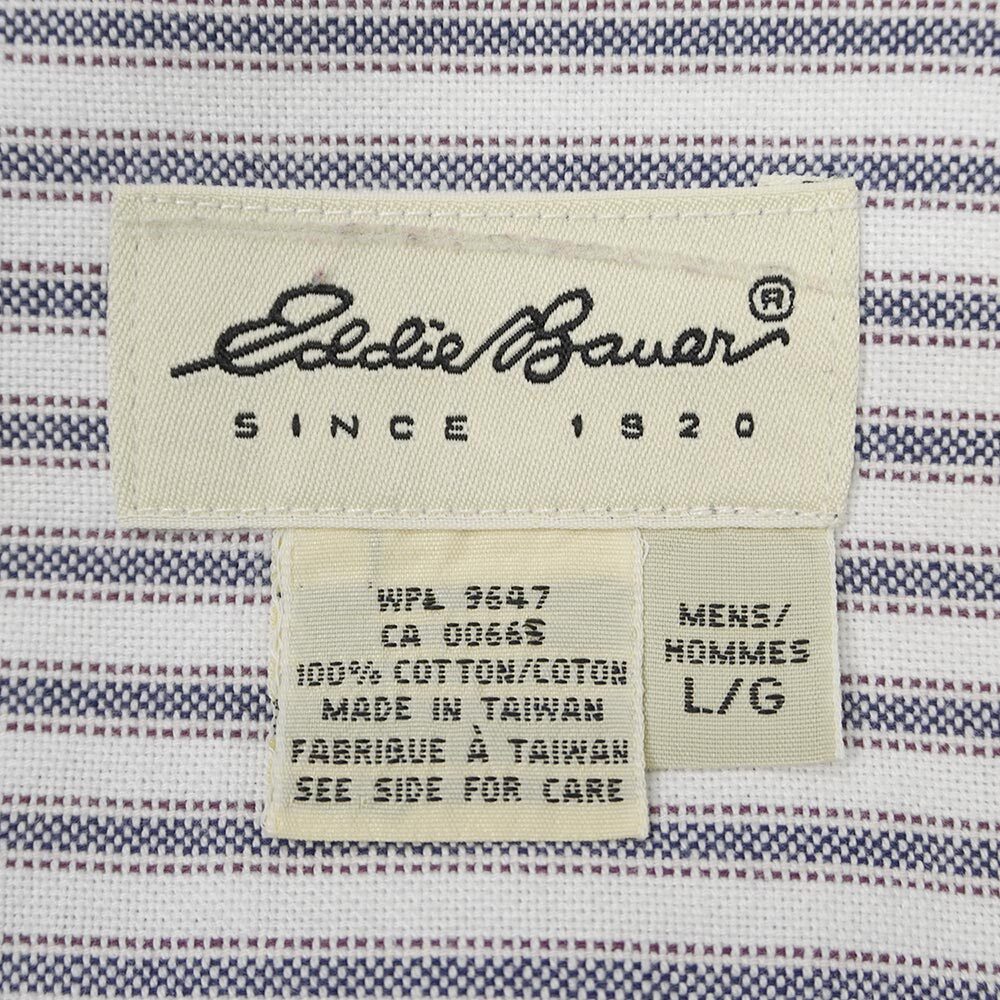 Eddie Bauer®
SINCE 1920
WPL 9647
CA 00665
100% COTTON/COTON
MADE IN TAIWAN
FABRIQUE À TAIWAN
SEE SIDE FOR CARE
MENS/
HOMMES
L/G